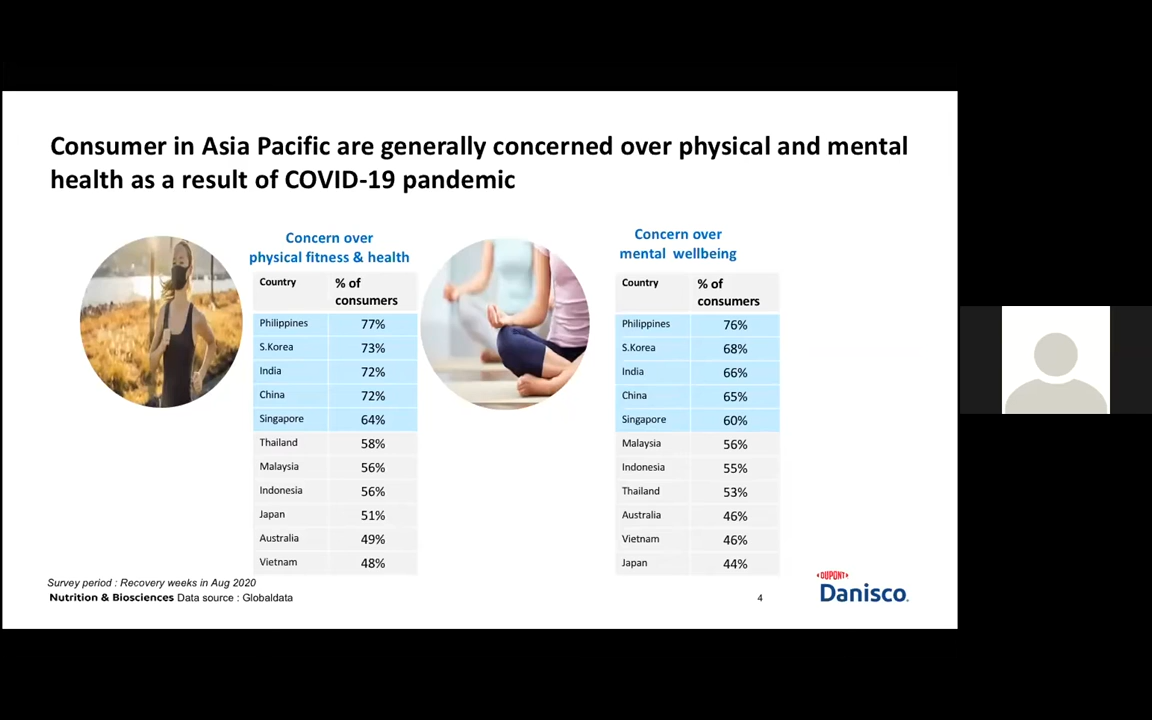 Consumer in Asia Pacific are generally concerned over physical and mental
health as a result of COVID-19 pandemic
Concern over
physical fitness & health
Country % of
consumers
Philippines 77%
S.Korea 73%
India 72%
China 72%
Singapore 64%
Thailand 58%
Malaysia 56%
Indonesia 56%
Japan 51%
Australia 49%
Vietnam 48%
Concern over
mental wellbeing
Country % of
consumers
Philippines 76%
S.Korea 68%
India 66%
China 65%
Singapore 60%
Malaysia 56%
Indonesia 55%
Thailand 53%
Australia 46%
Vietnam 46%
Japan 44%
Survey period : Recovery weeks in Aug 2020
Nutrition & Biosciences Data source : Globaldata
4
DUPONT
Danisco.